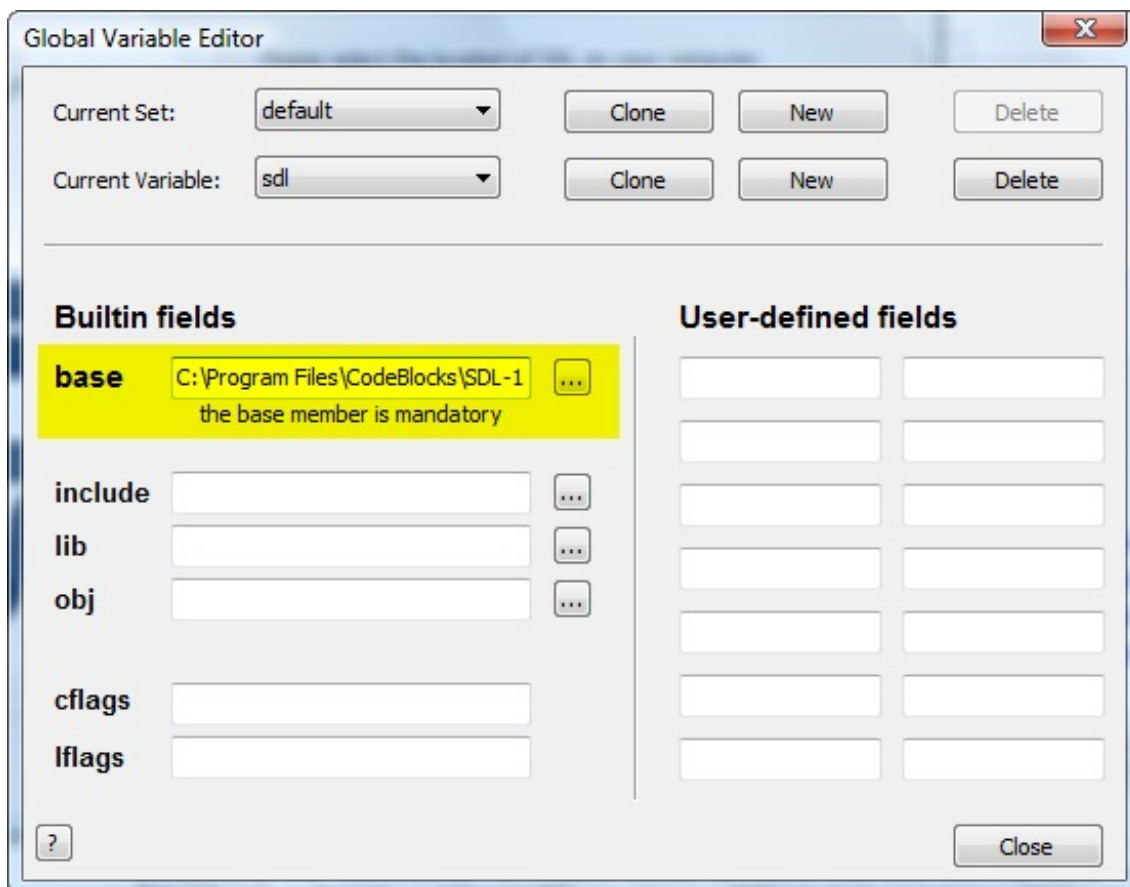 Global Variable Editor
Current Set: default Clone New Delete
Current Variable: sdl Clone New Delete
Builtin fields User-defined fields
base C:\Program Files\CodeBlocks\SDL-1 ...
the base member is mandatory
include ...
lib ...
obj ...
cflags
lflags
? Close